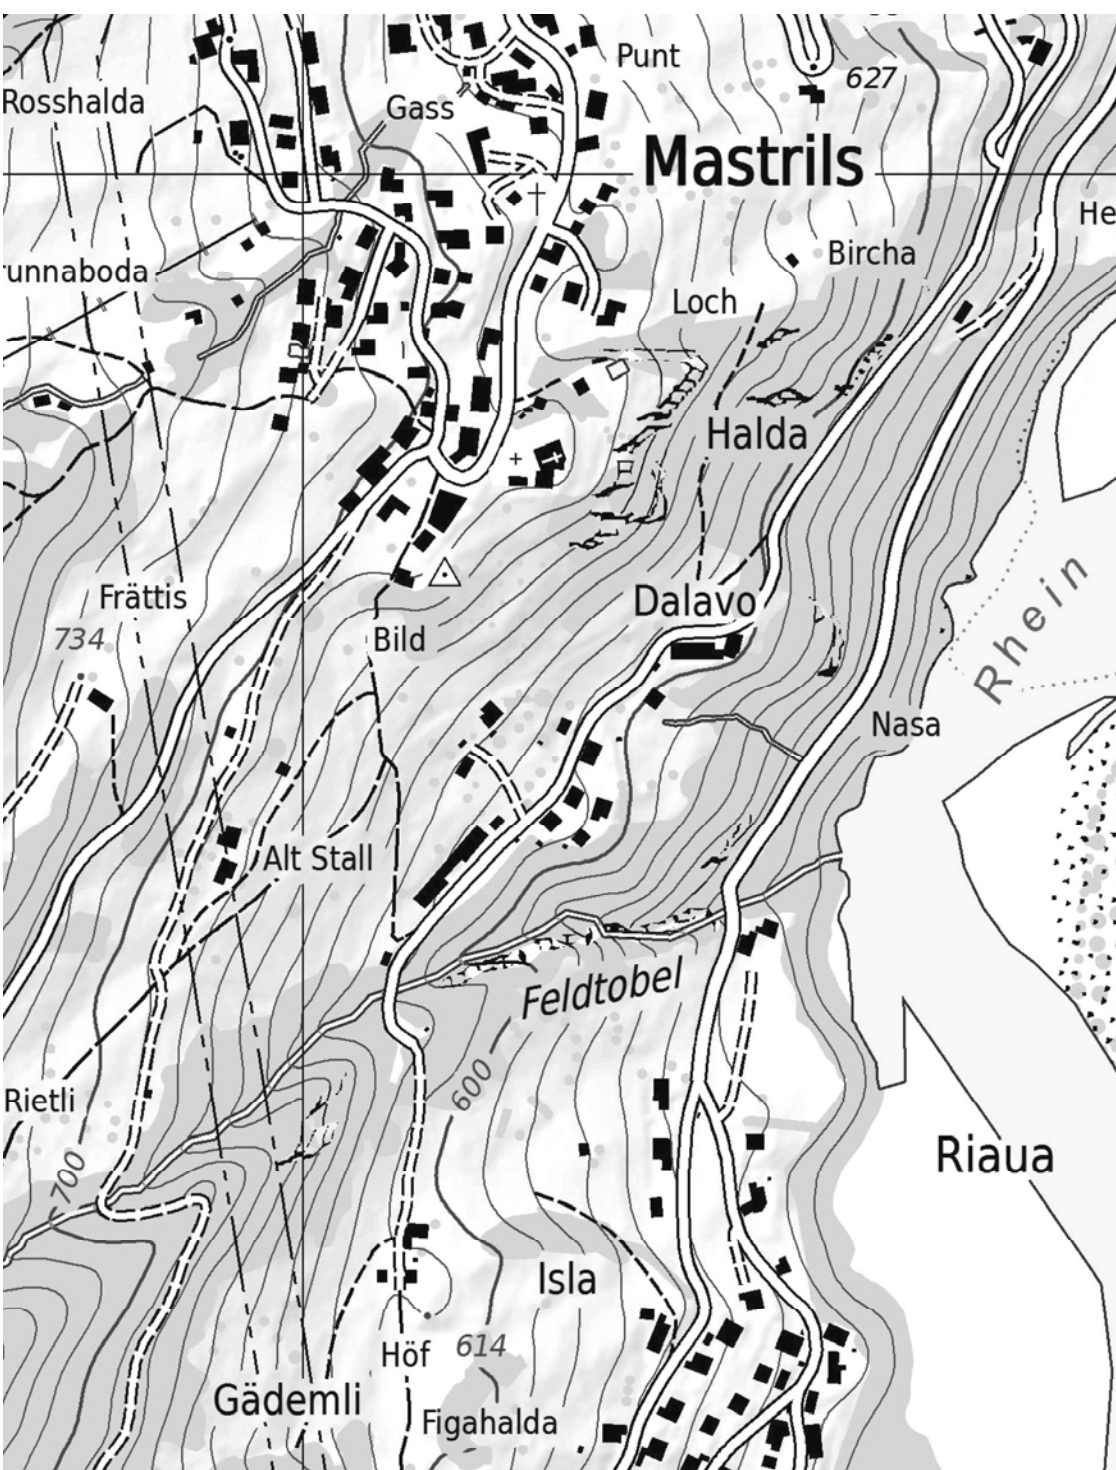 Punt
627
Rosshalda
Gass
Mastrils
He
Bircha
runnaboda
Loch
Halda
Rhein
Frättis
Dalavo
734
Bild
Nasa
Alt Stall
Feldtobel
600
Rietli
Riaua
700
Isla
614
Höf
Gädemli
Figahalda